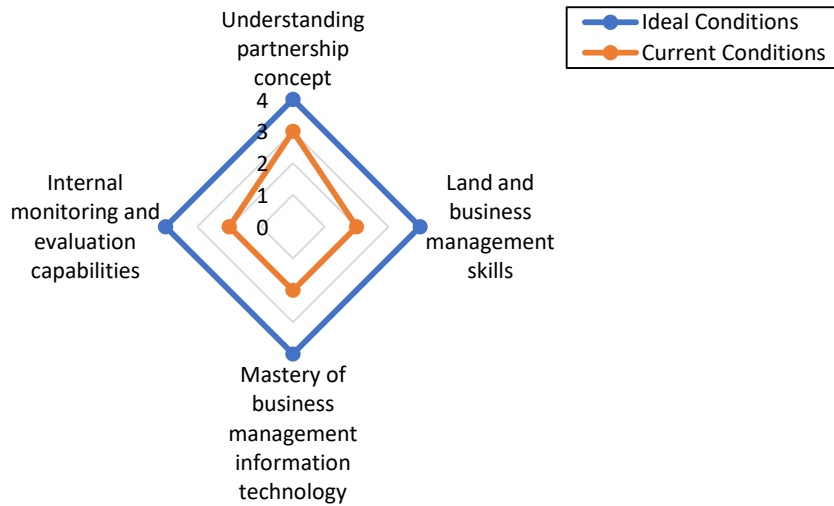 Understanding
partnership
concept
Ideal Conditions
Current Conditions
4
3
2
1
0
Internal
monitoring and
evaluation
capabilities
Land and
business
management
skills
Mastery of
business
management
information
technology